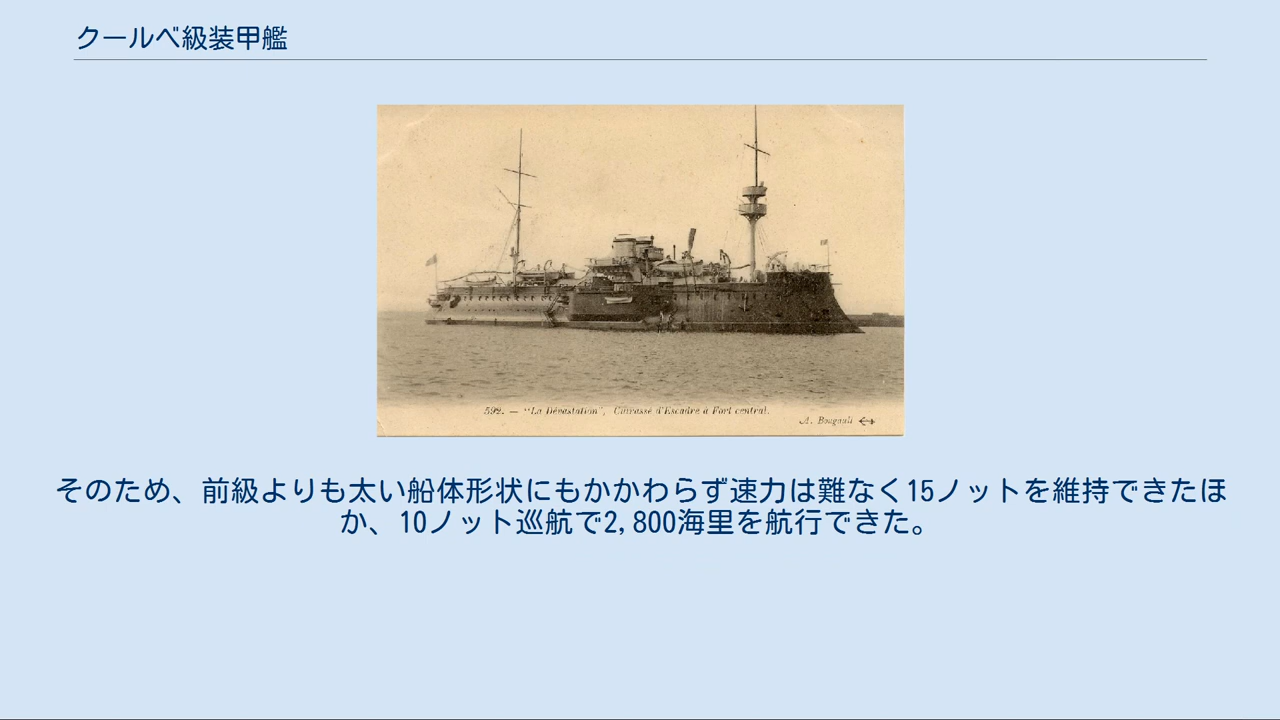 クールベ級装甲艦
592. — "La Dévastation", Cuirassé d'Escadre à Fort central.
A. Bougault
そのため、前級よりも太い船体形状にもかかわらず速力は難なく15ノットを維持できたほ
か、10ノット巡航で2,800海里を航行できた。